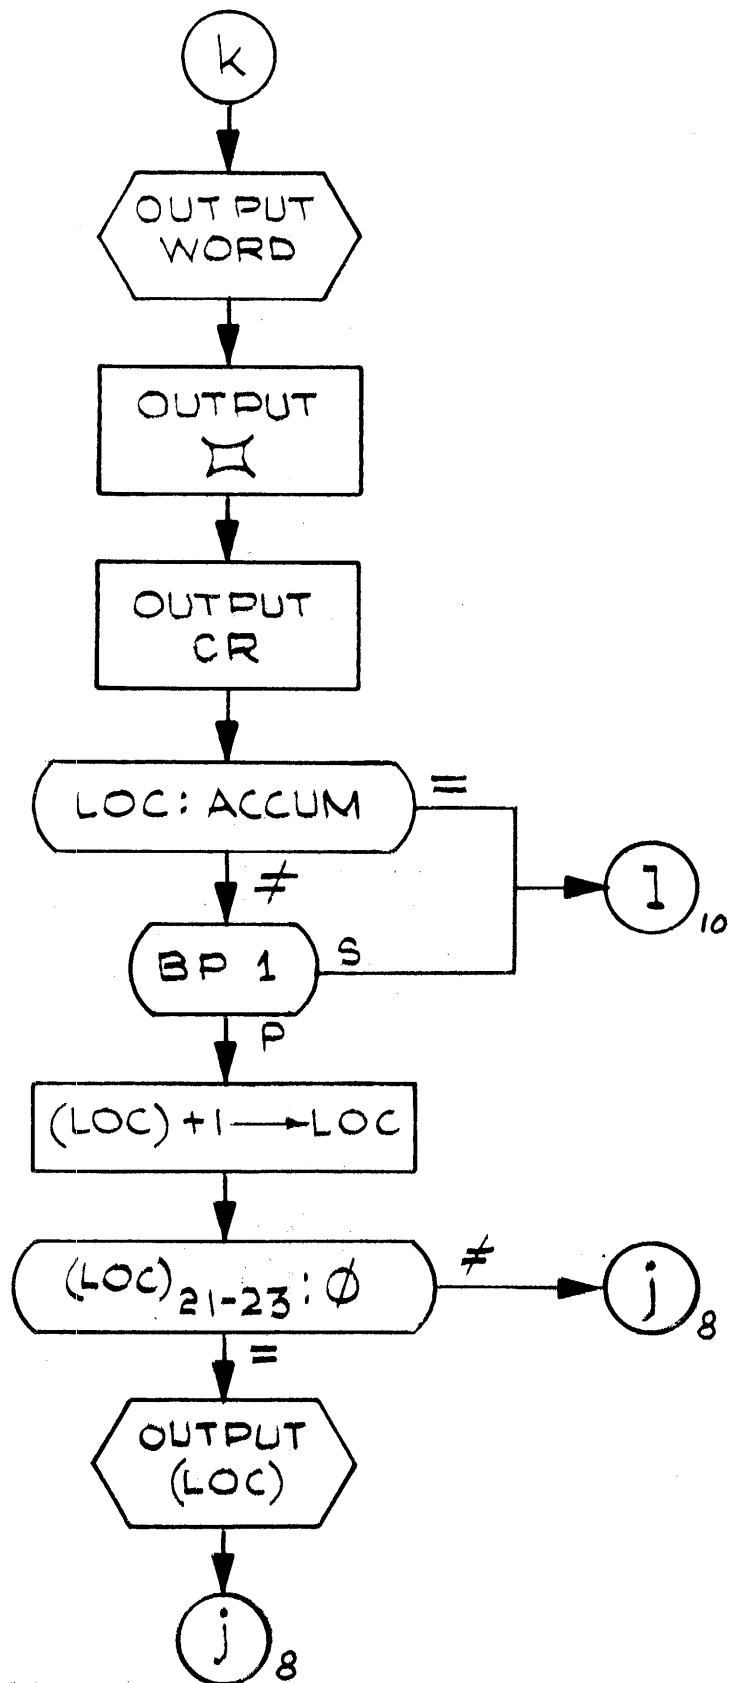 k
OUTPUT
WORD
OUTPUT
OUTPUT
CR
LOC: ACCUM
=
≠
l
10
BP 1
S
P
(LOC) +1 → LOC
(LOC)21-23 : Ø
≠
j
8
=
OUTPUT
(LOC)
j
8